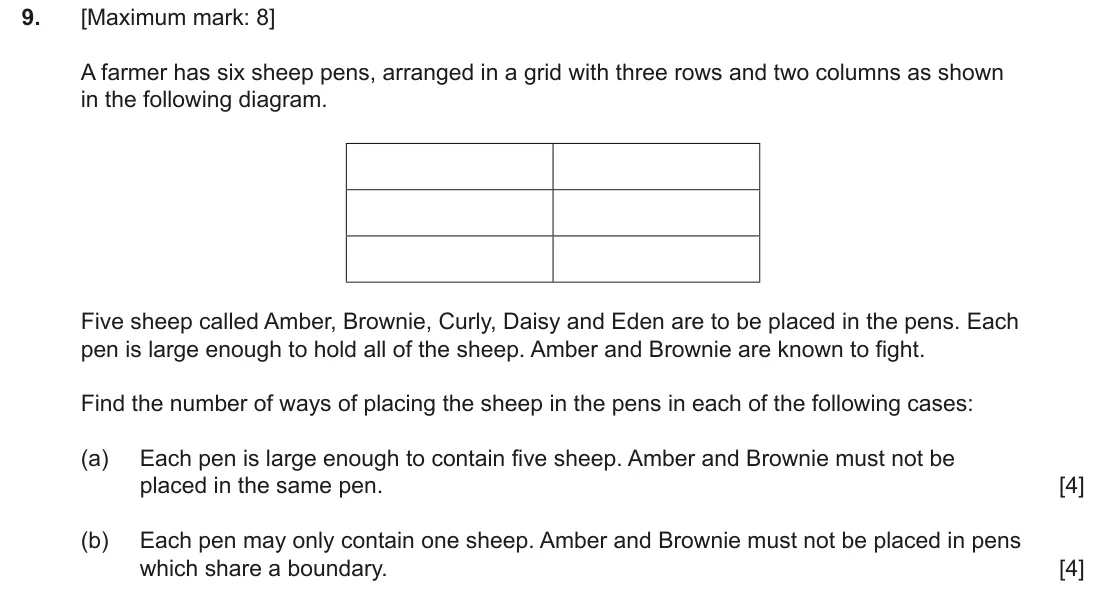 9. [Maximum mark: 8]
A farmer has six sheep pens, arranged in a grid with three rows and two columns as shown
in the following diagram.
Five sheep called Amber, Brownie, Curly, Daisy and Eden are to be placed in the pens. Each
pen is large enough to hold all of the sheep. Amber and Brownie are known to fight.
Find the number of ways of placing the sheep in the pens in each of the following cases:
(a) Each pen is large enough to contain five sheep. Amber and Brownie must not be
placed in the same pen. [4]
(b) Each pen may only contain one sheep. Amber and Brownie must not be placed in pens
which share a boundary. [4]